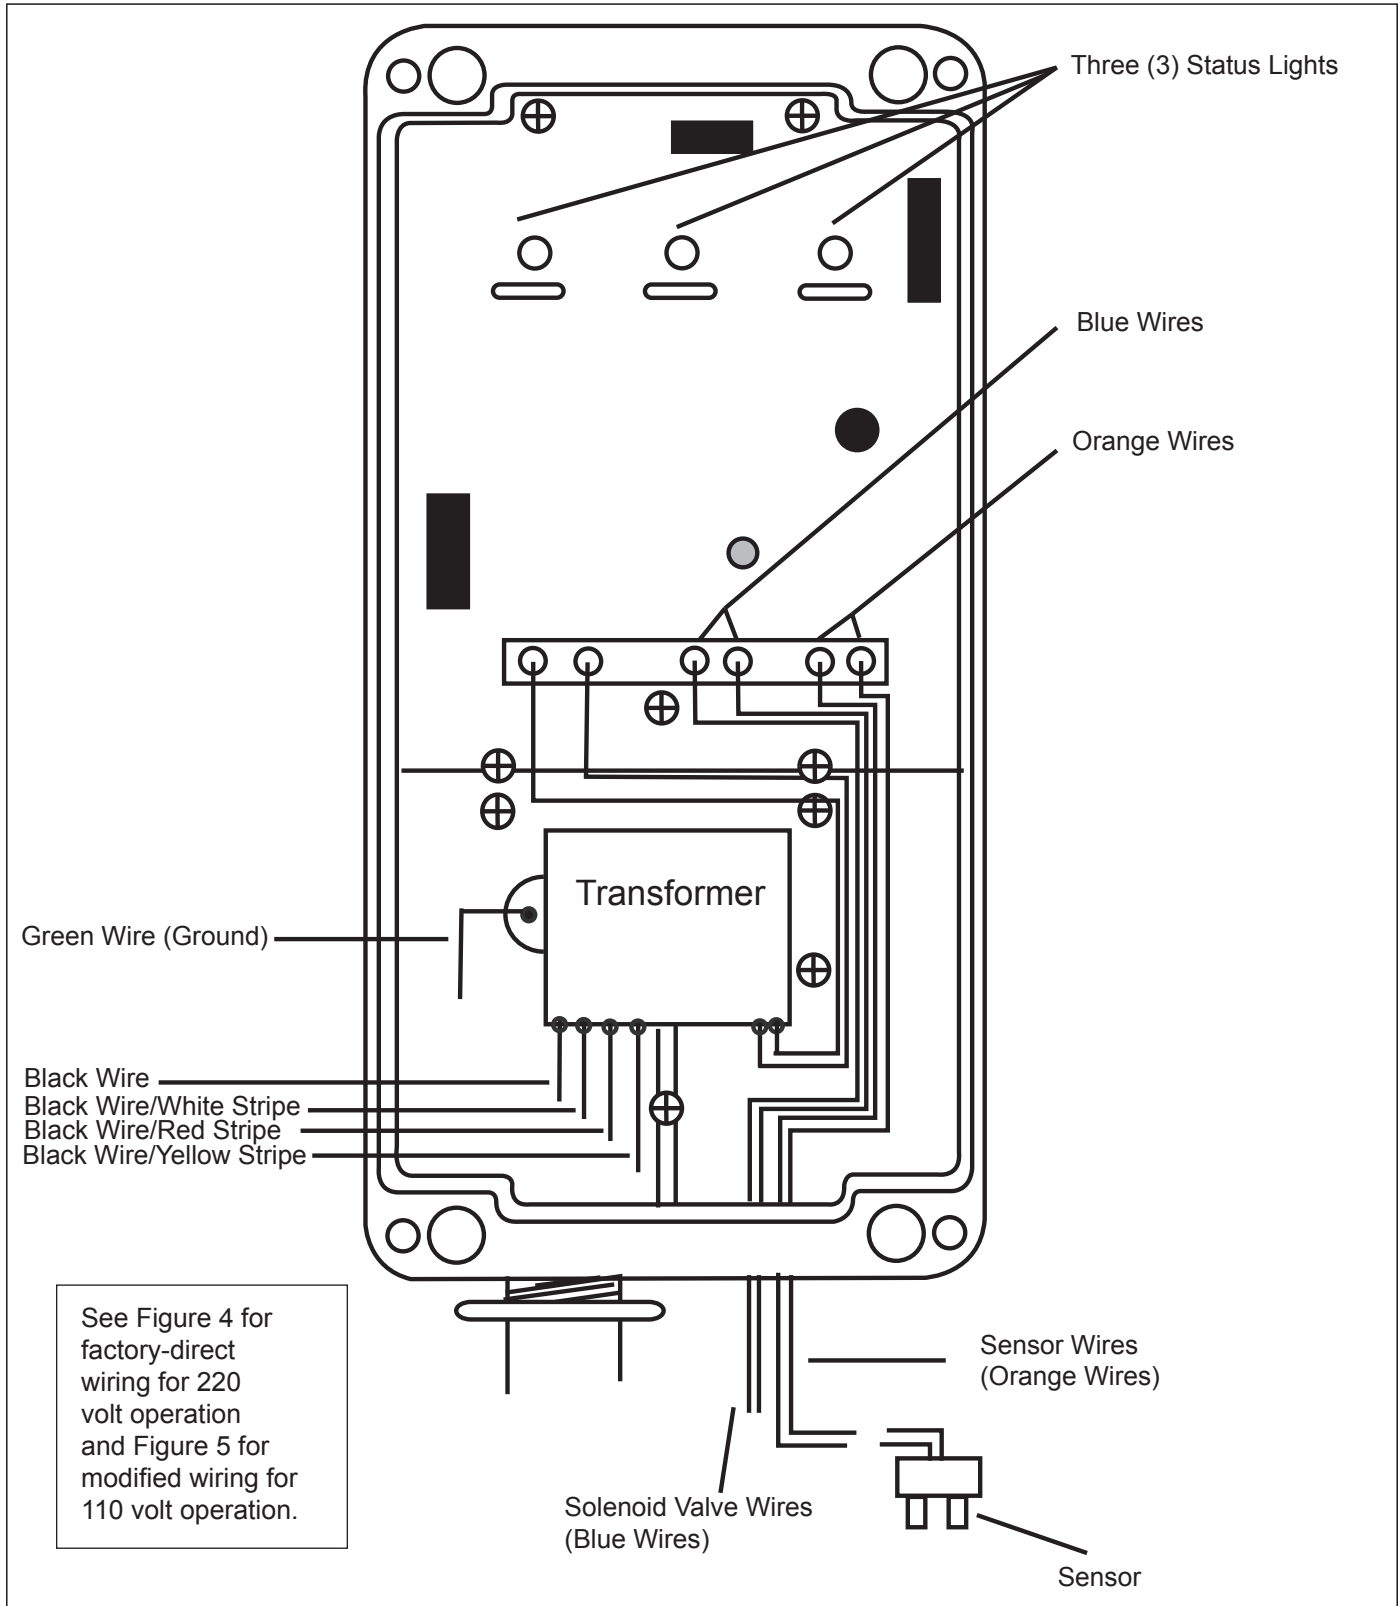 Three (3) Status Lights
Blue Wires
Orange Wires
Transformer
Green Wire (Ground)
Black Wire
Black Wire/White Stripe
Black Wire/Red Stripe
Black Wire/Yellow Stripe
See Figure 4 for
factory-direct
wiring for 220
volt operation
and Figure 5 for
modified wiring for
110 volt operation.
Sensor Wires
(Orange Wires)
Solenoid Valve Wires
(Blue Wires)
Sensor